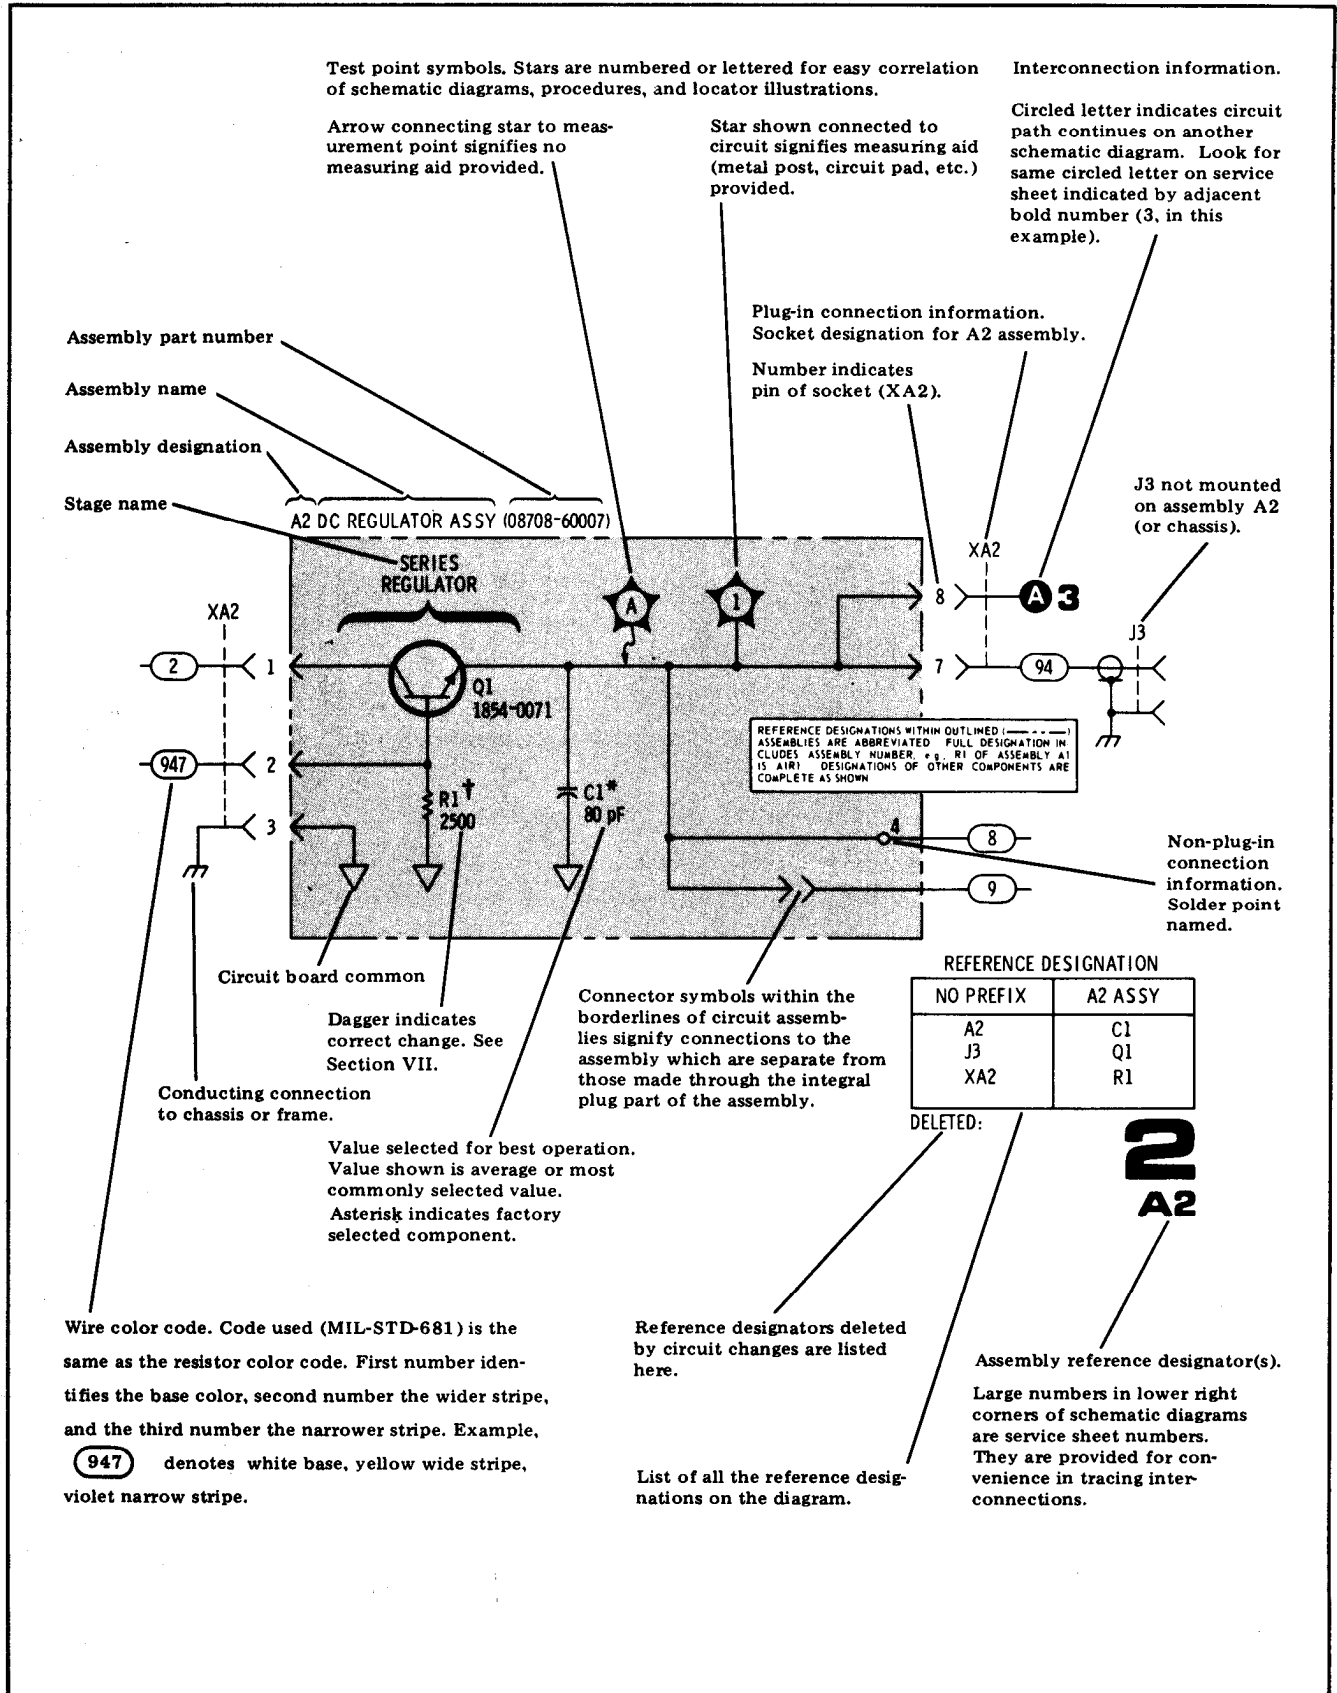 Test point symbols. Stars are numbered or lettered for easy correlation
of schematic diagrams, procedures, and locator illustrations.
Arrow connecting star to meas-
urement point signifies no
measuring aid provided.
Star shown connected to
circuit signifies measuring aid
(metal post, circuit pad, etc.)
provided.
Interconnection information.
Circled letter indicates circuit
path continues on another
schematic diagram. Look for
same circled letter on service
sheet indicated by adjacent
bold number (3, in this
example).
Plug-in connection information.
Socket designation for A2 assembly.
Number indicates
pin of socket (XA2).
Assembly part number
Assembly name
Assembly designation
Stage name
J3 not mounted
on assembly A2
(or chassis).
A2 DC REGULATOR ASSY (08708-60007)
SERIES
REGULATOR
XA2
A
1
8
XA2
A 3
J3
2
1
7
94
Q1
1854-0071
947
2
REFERENCE DESIGNATIONS WITHIN OUTLINED (— - - —)
ASSEMBLIES ARE ABBREVIATED FULL DESIGNATION IN
CLUDES ASSEMBLY NUMBER, e g, R1 OF ASSEMBLY A1
IS A1R1 DESIGNATIONS OF OTHER COMPONENTS ARE
COMPLETE AS SHOWN
R1†
2500
C1*
80 pF
3
4
8
9
Non-plug-in
connection
information.
Solder point
named.
Circuit board common
Dagger indicates
correct change. See
Section VII.
Conducting connection
to chassis or frame.
Connector symbols within the
borderlines of circuit assemb-
lies signify connections to the
assembly which are separate from
those made through the integral
plug part of the assembly.
REFERENCE DESIGNATION
NO PREFIX A2 ASSY
A2 C1
J3 Q1
XA2 R1
DELETED:
2
A2
Value selected for best operation.
Value shown is average or most
commonly selected value.
Asterisk indicates factory
selected component.
Wire color code. Code used (MIL-STD-681) is the
same as the resistor color code. First number iden-
tifies the base color, second number the wider stripe,
and the third number the narrower stripe. Example,
947 denotes white base, yellow wide stripe,
violet narrow stripe.
Reference designators deleted
by circuit changes are listed
here.
List of all the reference desig-
nations on the diagram.
Assembly reference designator(s).
Large numbers in lower right
corners of schematic diagrams
are service sheet numbers.
They are provided for con-
venience in tracing inter-
connections.